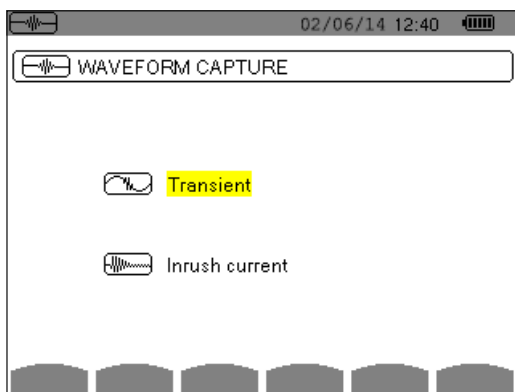 02/06/14 12:40
WAVEFORM CAPTURE
Transient
Inrush current